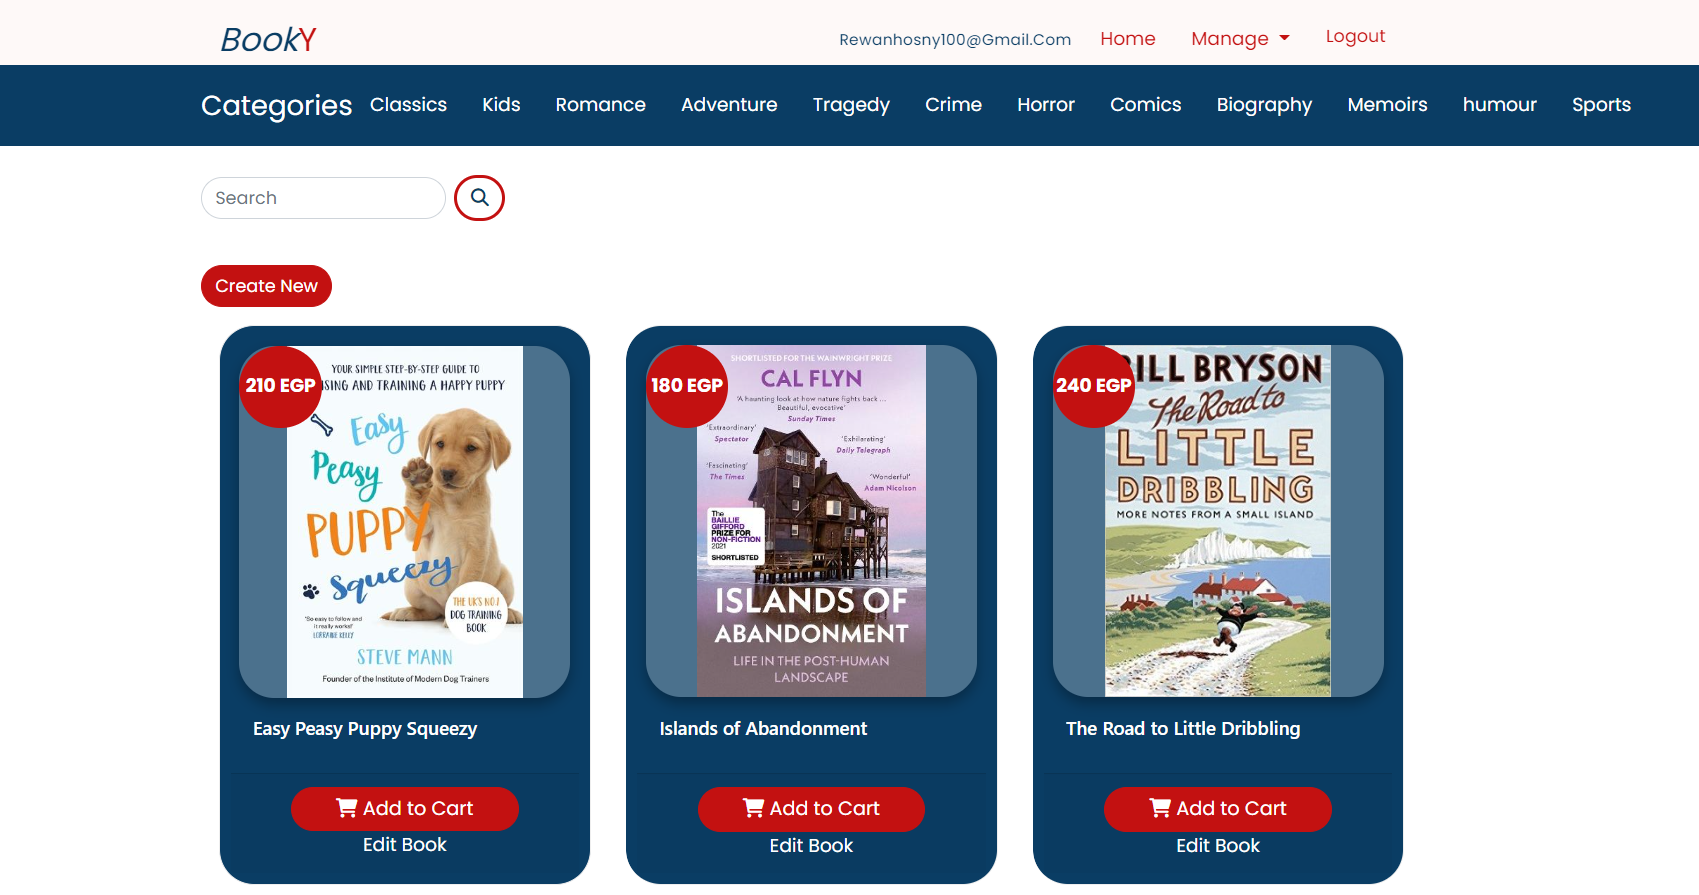 BookY
Rewanhosny100@Gmail.Com
Home
Manage
Logout
Categories
Classics
Kids
Romance
Adventure
Tragedy
Crime
Horror
Comics
Biography
Memoirs
humour
Sports
Search
Create New
210 EGP
YOUR SIMPLE STEP-BY-STEP GUIDE TO
AND TRAINING A HAPPY PUPPY
Easy
Peasy
PUPPY
Squeezy
'So easy to follow and
it really works!'
LORRAINE KELLY
THE UK'S NO.1
DOG TRAINING
BOOK
STEVE MANN
Founder of the Institute of Modern Dog Trainers
Easy Peasy Puppy Squeezy
Add to Cart
Edit Book
180 EGP
SHORTLISTED FOR THE WAINWRIGHT PRIZE
CAL FLYN
'A haunting look at how nature fights back ...
Beautiful, evocative'
Sunday Times
'Extraordinary'
Spectator
'Exhilarating'
Daily Telegraph
'Fascinating'
The Times
'Wonderful'
Adam Nicolson
The
BAILLIE
GIFFORD
PRIZE FOR
NON-FICTION
2021
SHORTLISTED
ISLANDS OF
ABANDONMENT
LIFE IN THE POST-HUMAN
LANDSCAPE
Islands of Abandonment
Add to Cart
Edit Book
240 EGP
BILL BRYSON
The Road to
LITTLE
DRIBBLING
MORE NOTES FROM A SMALL ISLAND
The Road to Little Dribbling
Add to Cart
Edit Book